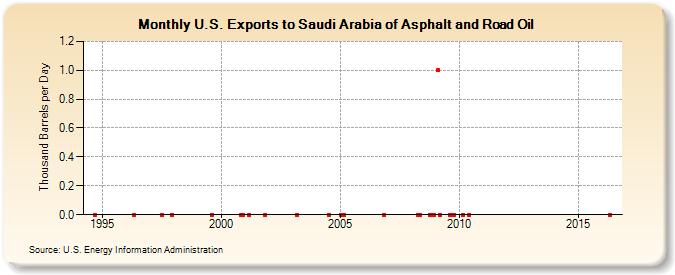 Monthly U.S. Exports to Saudi Arabia of Asphalt and Road Oil
Thousand Barrels per Day
1.2
1.0
0.8
0.6
0.4
0.2
0.0
1995 2000 2005 2010 2015
Source: U.S. Energy Information Administration